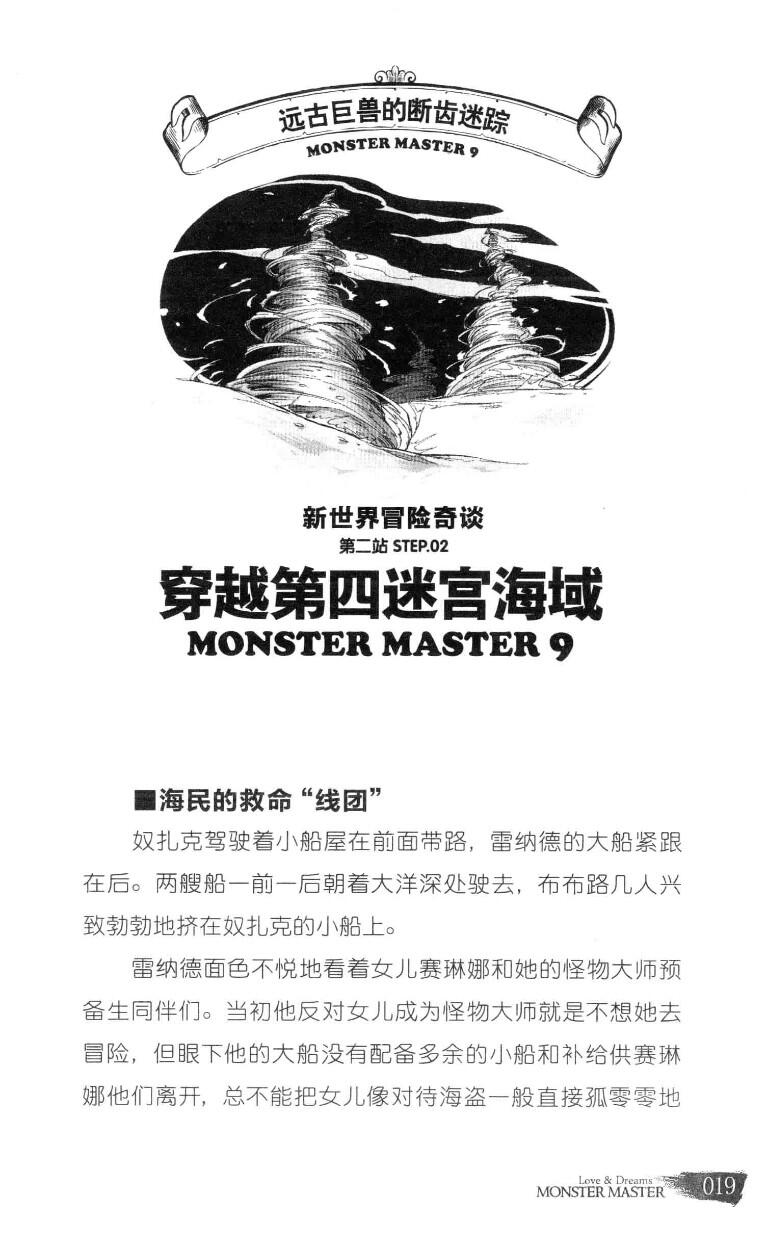 远古巨兽的断齿迷踪
MONSTER MASTER 9
新世界冒险奇谈
第二站 STEP.02
穿越第四迷宫海域
MONSTER MASTER 9
■海民的救命“线团”
奴扎克驾驶着小船屋在前面带路，雷纳德的大船紧跟
在后。两艘船一前一后朝着大洋深处驶去，布布路几人兴
致勃勃地挤在奴扎克的小船上。
雷纳德面色不悦地看着女儿赛琳娜和她的怪物大师预
备生同伴们。当初他反对女儿成为怪物大师就是不想她去
冒险，但眼下他的大船没有配备多余的小船和补给供赛琳
娜他们离开，总不能把女儿像对待海盗一般直接孤零零地
Love & Dreams
MONSTER MASTER
019